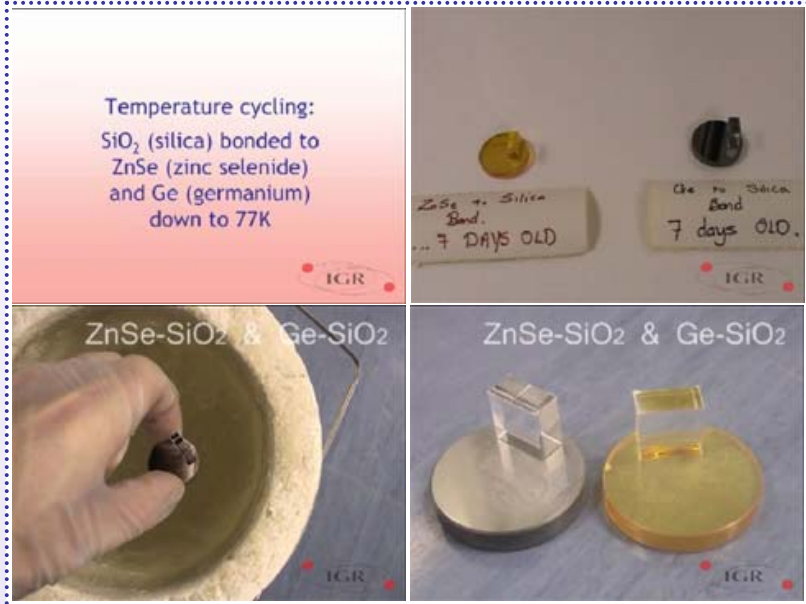 Temperature cycling:
SiO₂ (silica) bonded to
ZnSe (zinc selenide)
and Ge (germanium)
down to 77K
IGR
ZnSe to Silica
Bond.
... 7 DAYS OLD
Ge to Silica
Bond
7 days OLD.
IGR
ZnSe-SiO2 & Ge-SiO2
IGR
ZnSe-SiO2 & Ge-SiO2
IGR